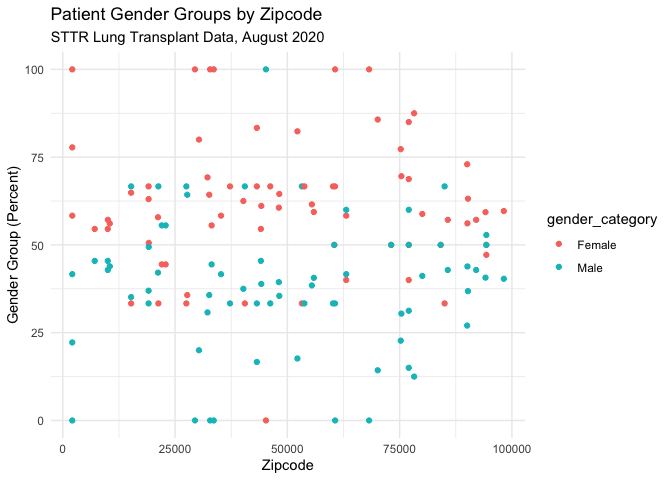 Patient Gender Groups by Zipcode
STTR Lung Transplant Data, August 2020
100
75
50
25
0
Gender Group (Percent)
0
25000
50000
75000
100000
Zipcode
gender_category
Female
Male